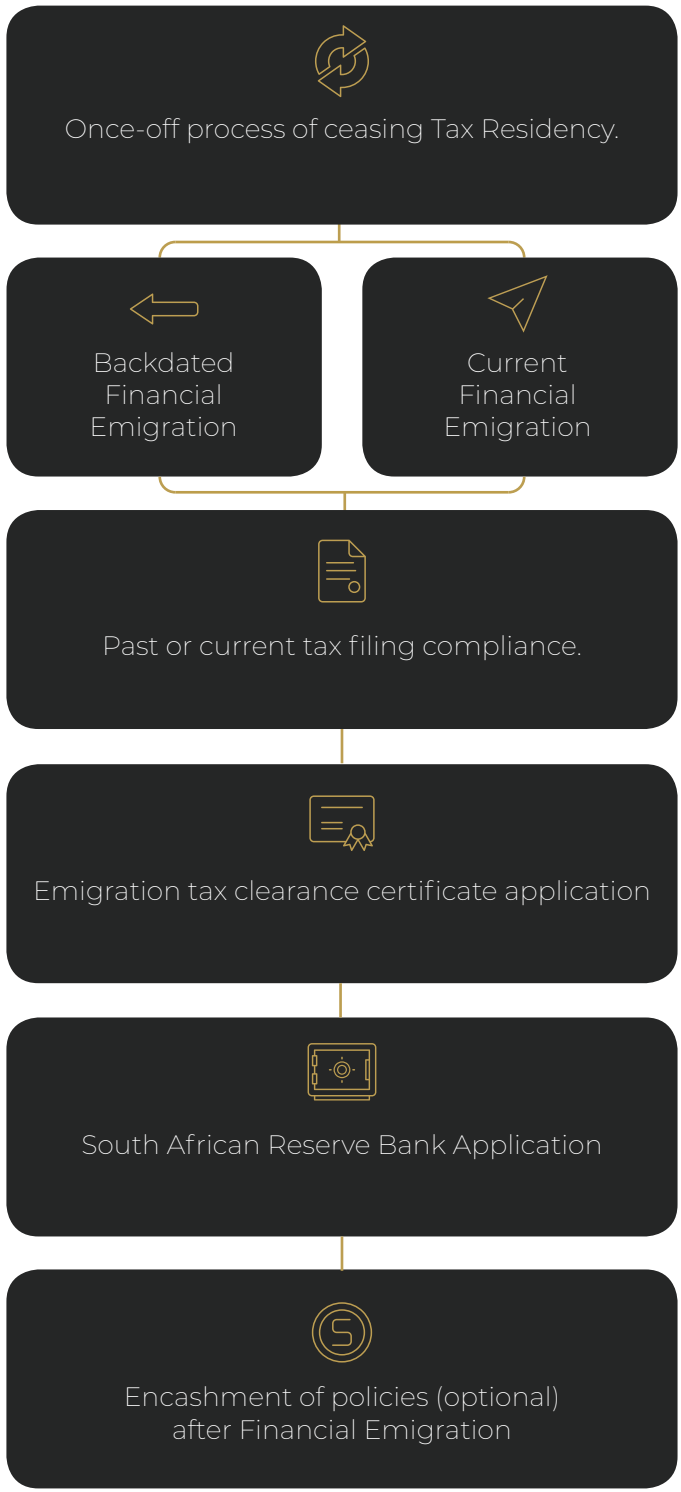 Once-off process of ceasing Tax Residency.
Backdated
Financial
Emigration
Current
Financial
Emigration
Past or current tax filing compliance.
Emigration tax clearance certificate application
South African Reserve Bank Application
S
Encashment of policies (optional)
after Financial Emigration